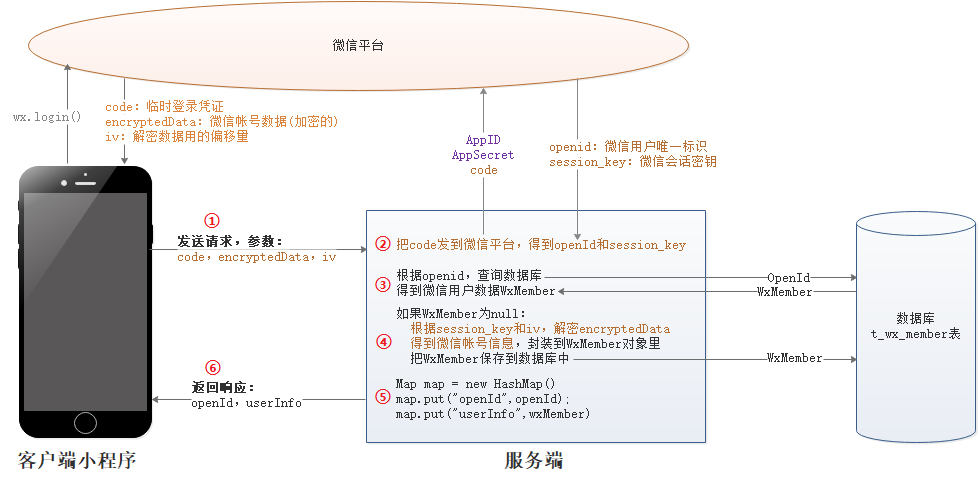 微信平台
wx.login()
code：临时登录凭证
encryptedData：微信帐号数据(加密的)
iv：解密数据用的偏移量
AppID
AppSecret
code
openid：微信用户唯一标识
session_key：微信会话密钥
①
发送请求，参数：
code，encryptedData，iv
② 把code发到微信平台，得到openId和session_key
③ 根据openid，查询数据库
得到微信用户数据WxMember
OpenId
WxMember
如果WxMember为null：
④ 根据session_key和iv，解密encryptedData
得到微信帐号信息，封装到WxMember对象里
把WxMember保存到数据库中
WxMember
数据库
t_wx_member表
⑤ Map map = new HashMap()
map.put("openId",openId);
map.put("userInfo",wxMember)
⑥
返回响应：
openId，userInfo
客户端小程序
服务端